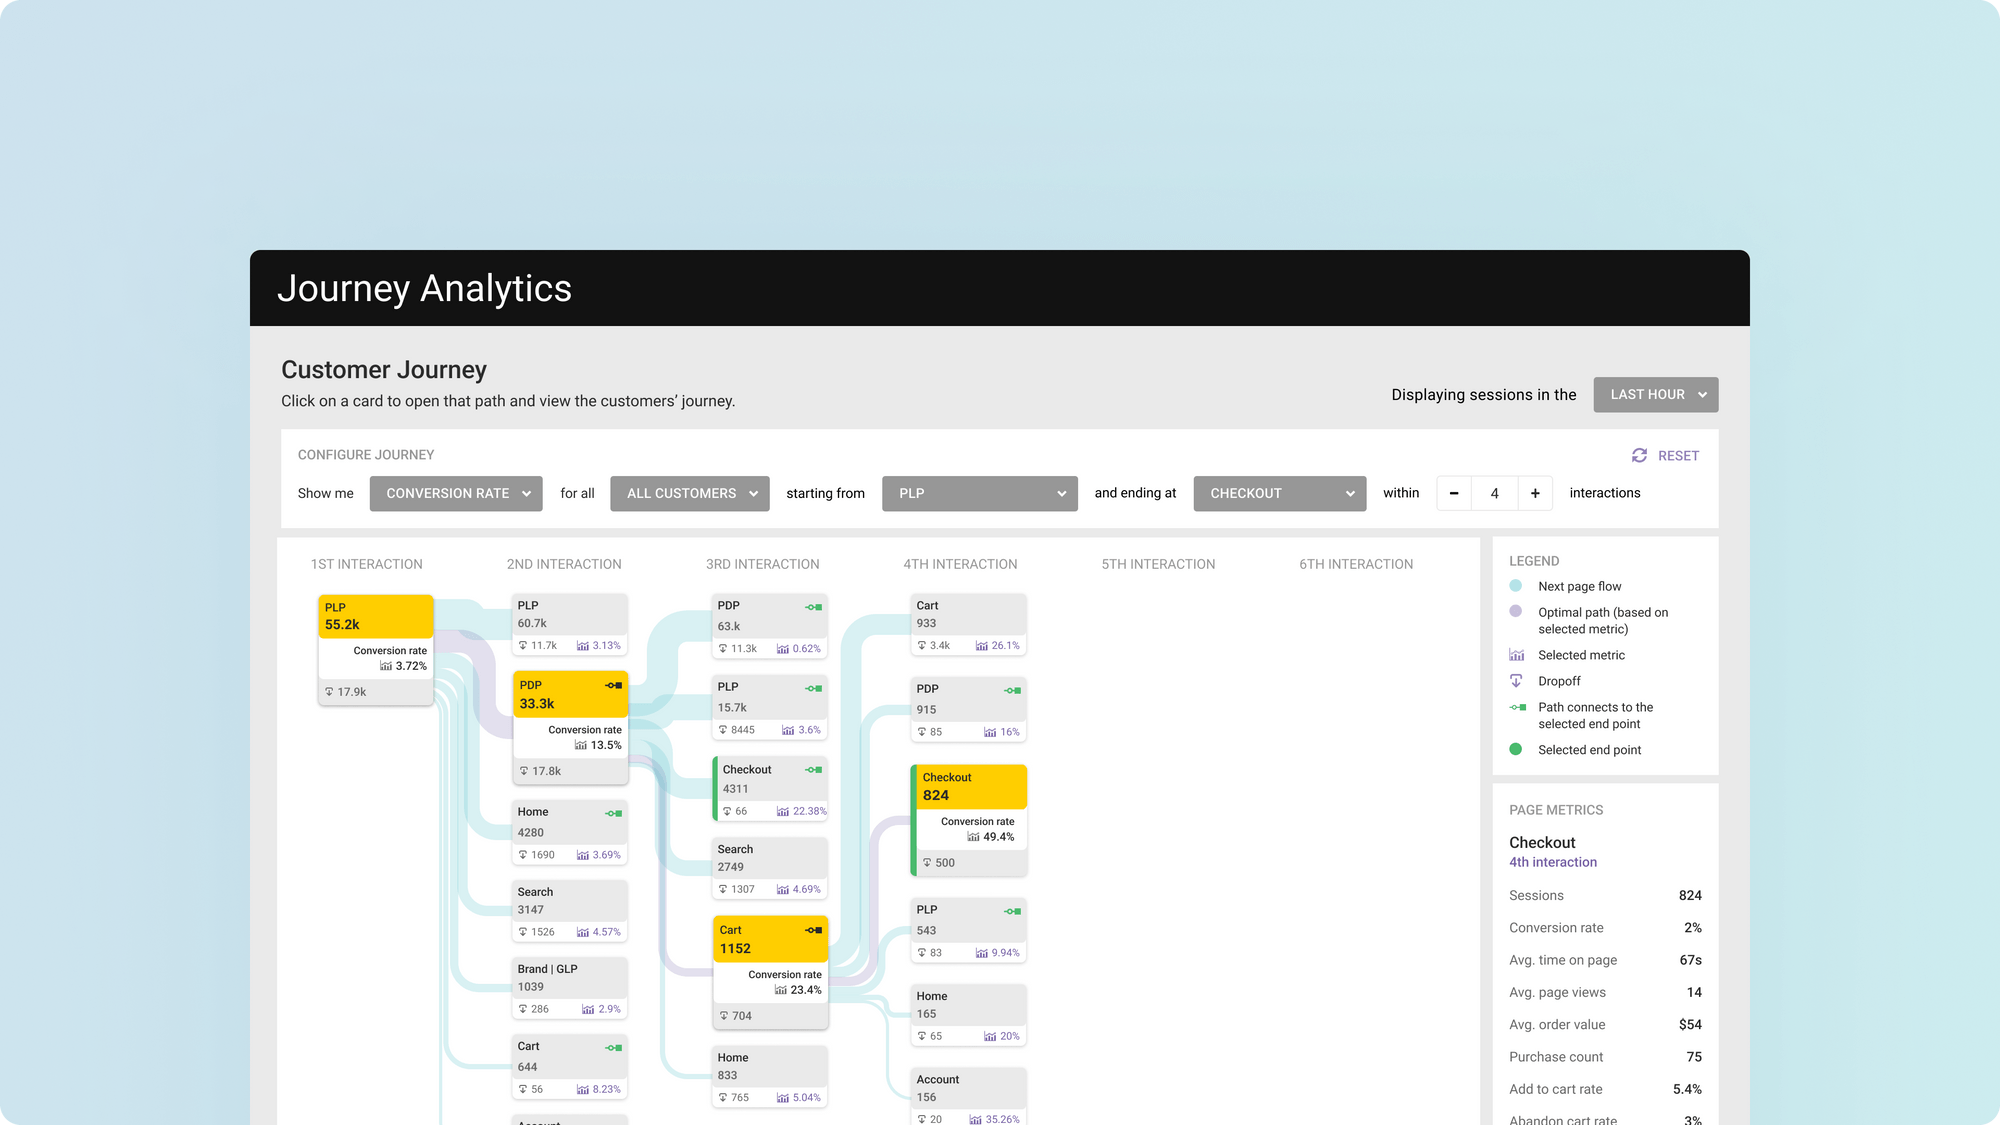 Journey Analytics
Customer Journey
Click on a card to open that path and view the customers’ journey.
Displaying sessions in the
LAST HOUR
CONFIGURE JOURNEY
RESET
Show me
CONVERSION RATE
for all
ALL CUSTOMERS
starting from
PLP
and ending at
CHECKOUT
within
4
interactions
1ST INTERACTION
2ND INTERACTION
3RD INTERACTION
4TH INTERACTION
5TH INTERACTION
6TH INTERACTION
PLP
55.2k
Conversion rate
3.72%
17.9k
PLP
60.7k
11.7k 3.13%
PDP
33.3k
Conversion rate
13.5%
17.8k
Home
4280
1690 3.69%
Search
3147
1526 4.57%
Brand | GLP
1039
286 2.9%
Cart
644
56 8.23%
Account
PDP
63.k
11.3k 0.62%
PLP
15.7k
8445 3.6%
Checkout
4311
66 22.38%
Search
2749
1307 4.69%
Cart
1152
Conversion rate
23.4%
704
Home
833
765 5.04%
Cart
933
3.4k 26.1%
PDP
915
85 16%
Checkout
824
Conversion rate
49.4%
500
PLP
543
83 9.94%
Home
165
65 20%
Account
156
20 35.26%
LEGEND
Next page flow
Optimal path (based on
selected metric)
Selected metric
Dropoff
Path connects to the
selected end point
Selected end point
PAGE METRICS
Checkout
4th interaction
Sessions 824
Conversion rate 2%
Avg. time on page 67s
Avg. page views 14
Avg. order value $54
Purchase count 75
Add to cart rate 5.4%
Abandon cart rate 3%